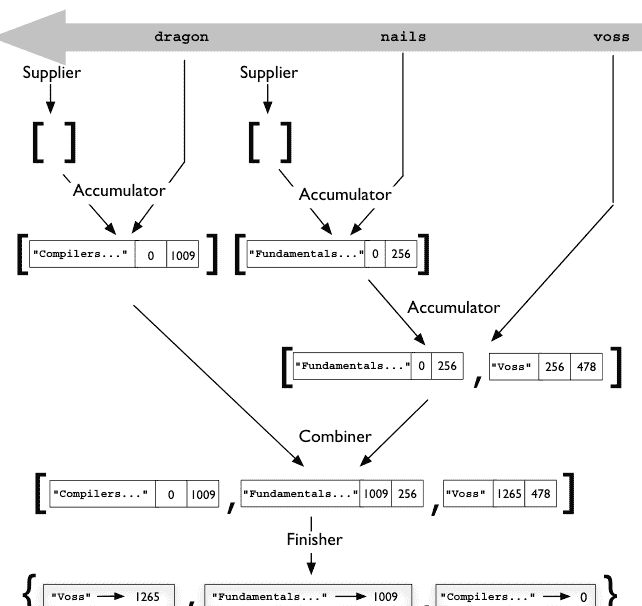 dragon nails voss
Supplier Supplier
[ ] [ ]
Accumulator Accumulator
[ "Compilers..." 0 1009 ] [ "Fundamentals..." 0 256 ]
Accumulator
[ "Fundamentals..." 0 256 , "Voss" 256 478 ]
Combiner
[ "Compilers..." 0 1009 , "Fundamentals..." 1009 256 , "Voss" 1265 478 ]
Finisher
{ "Voss" → 1265 , "Fundamentals..." → 1009 , "Compilers..." → 0 }